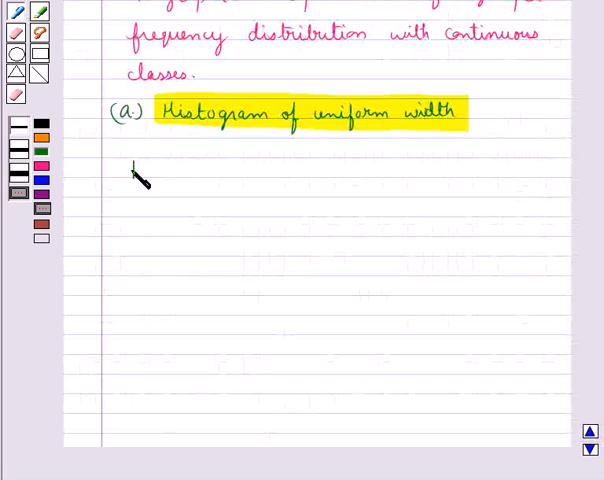 frequency distribution with continuous
classes.
(a.) Histogram of uniform width